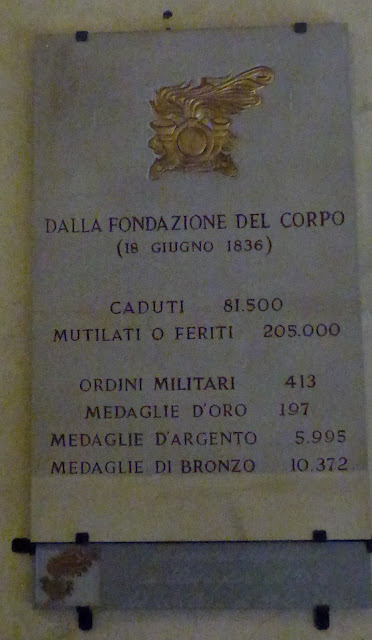 DALLA FONDAZIONE DEL CORPO
(18 GIUGNO 1836)
CADUTI 81.500
MUTILATI O FERITI 205.000
ORDINI MILITARI 413
MEDAGLIE D'ORO 197
MEDAGLIE D'ARGENTO 5.995
MEDAGLIE DI BRONZO 10.372